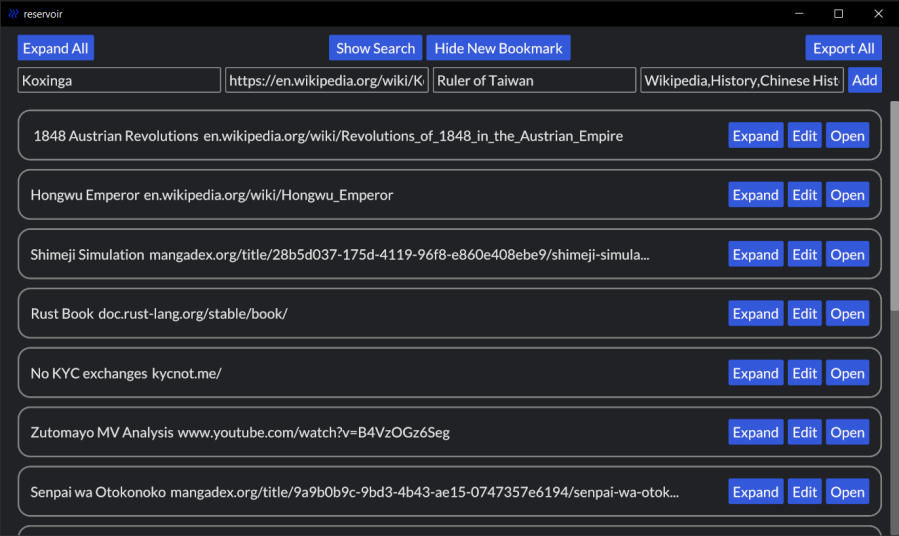 reservoir
Expand All Show Search Hide New Bookmark Export All
Koxinga https://en.wikipedia.org/wiki/K Ruler of Taiwan Wikipedia,History,Chinese Hist Add
1848 Austrian Revolutions en.wikipedia.org/wiki/Revolutions_of_1848_in_the_Austrian_Empire Expand Edit Open
Hongwu Emperor en.wikipedia.org/wiki/Hongwu_Emperor Expand Edit Open
Shimeji Simulation mangadex.org/title/28b5d037-175d-4119-96f8-e860e408ebe9/shimeji-simula... Expand Edit Open
Rust Book doc.rust-lang.org/stable/book/ Expand Edit Open
No KYC exchanges kycnot.me/ Expand Edit Open
Zutomayo MV Analysis www.youtube.com/watch?v=B4VzOGz6Seg Expand Edit Open
Senpai wa Otokonoko mangadex.org/title/9a9b0b9c-9bd3-4b43-ae15-0747357e6194/senpai-wa-otok... Expand Edit Open